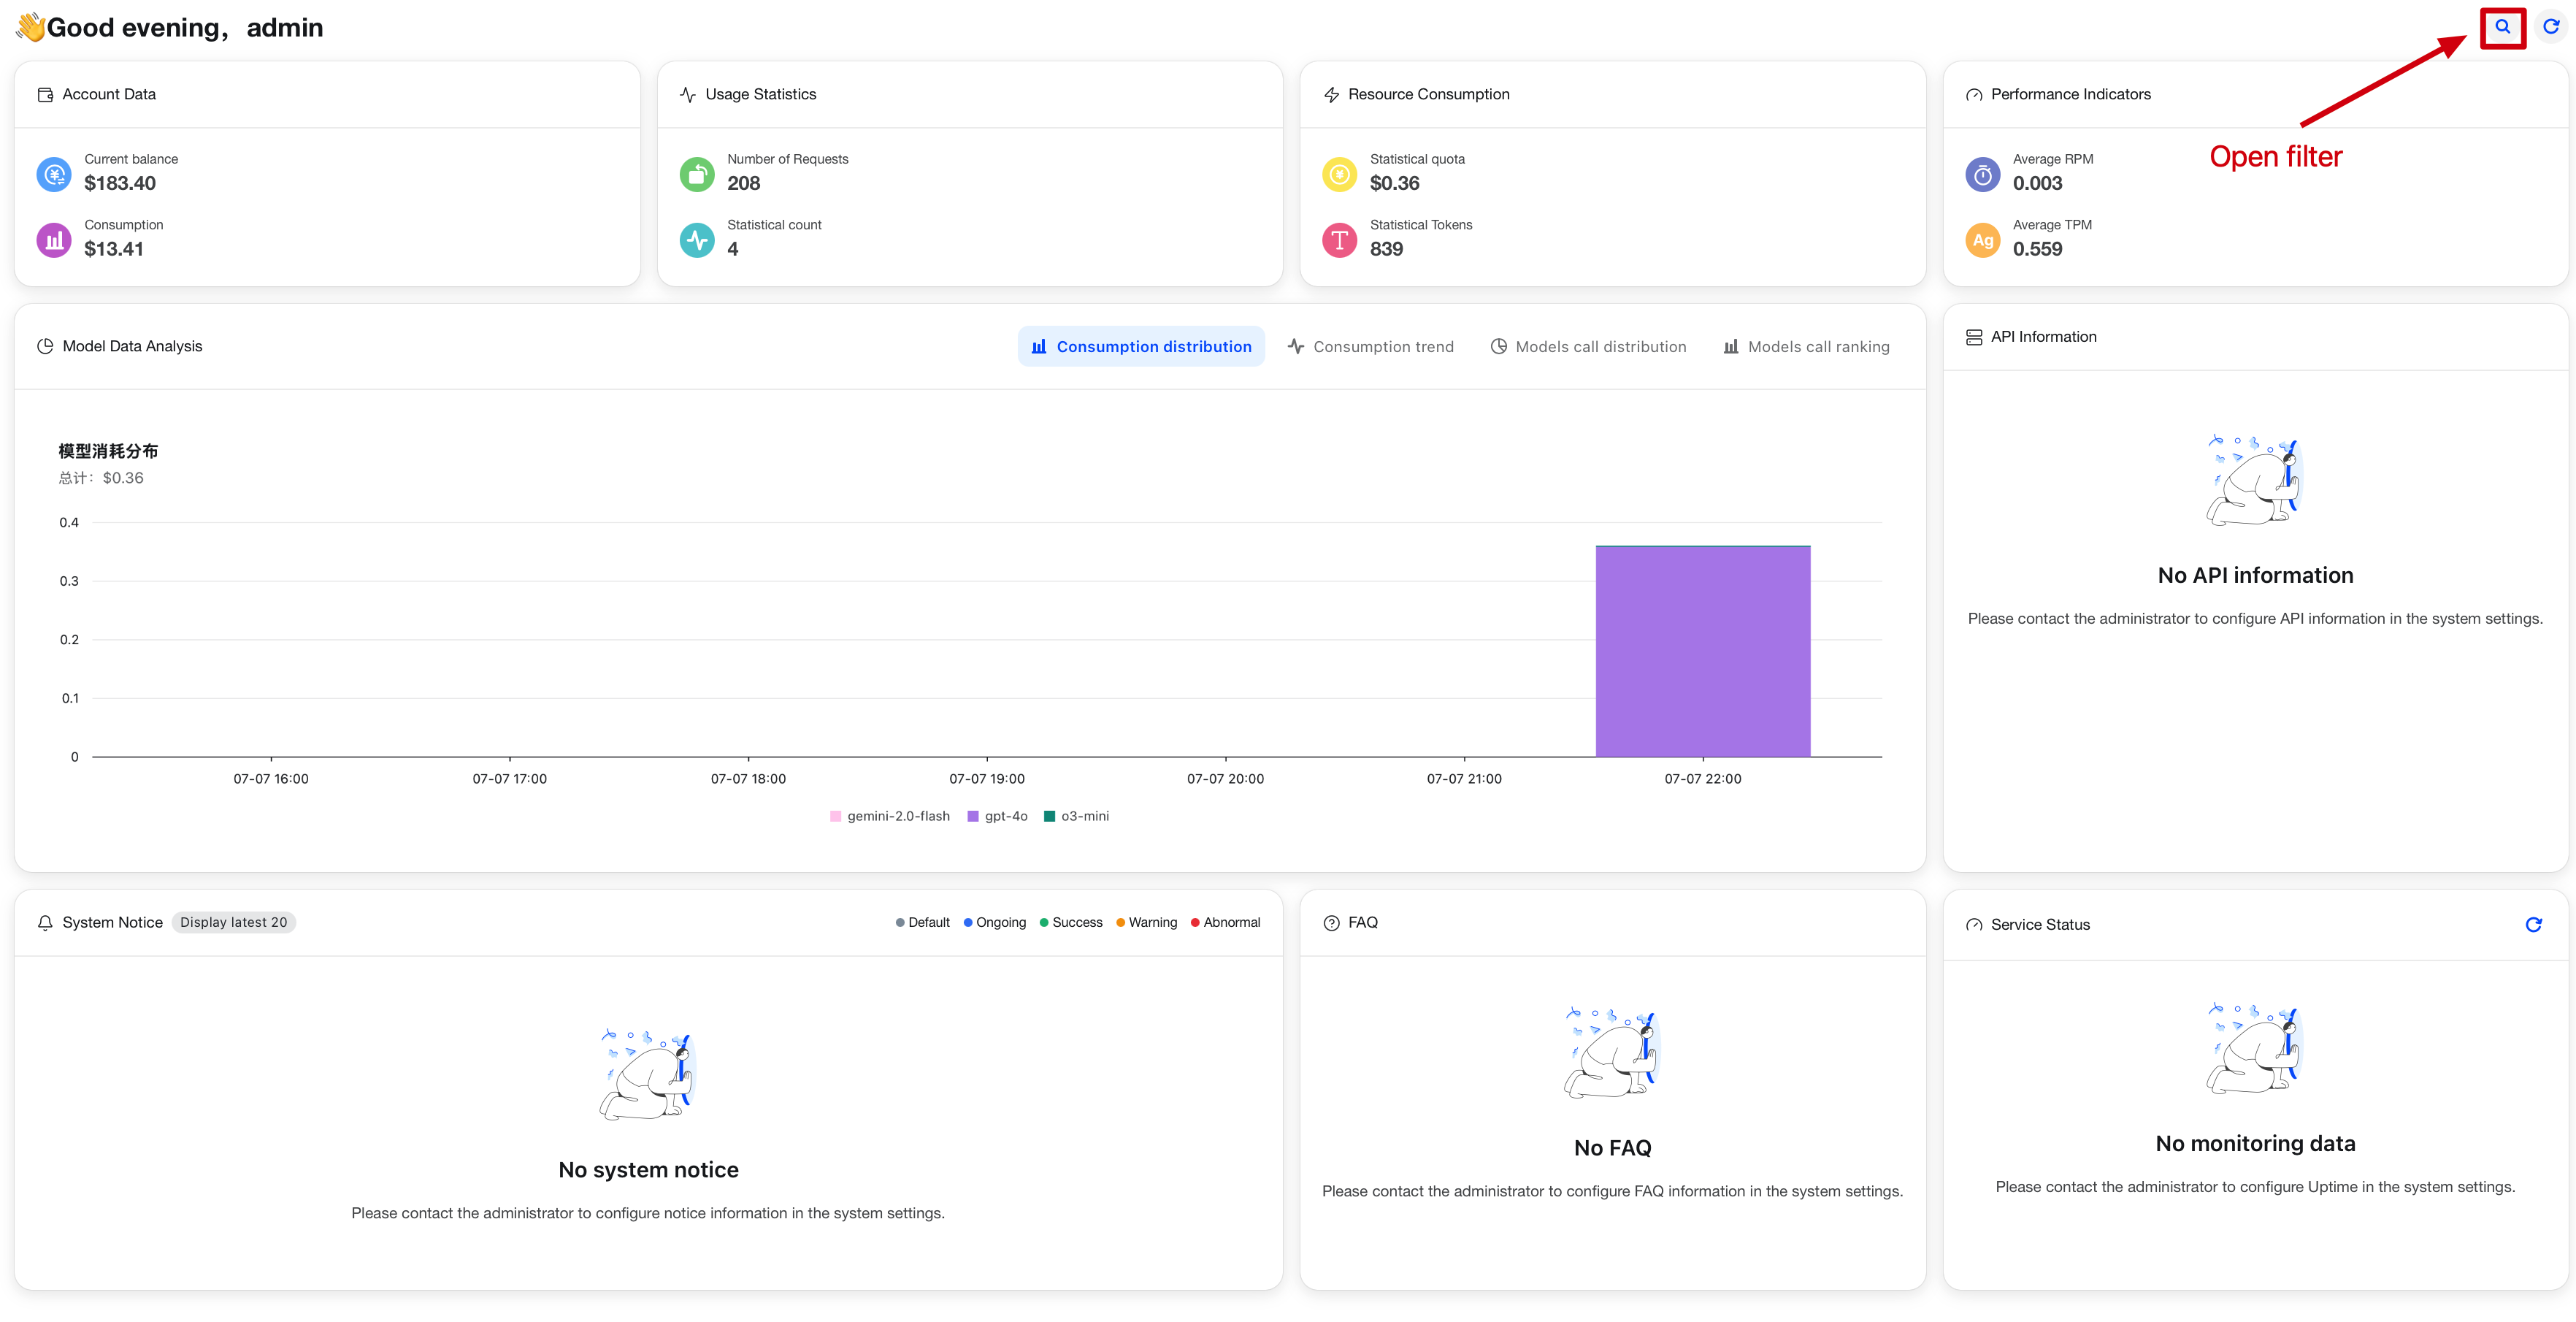 👋Good evening，admin
Open filter
Account Data
Current balance
$183.40
Consumption
$13.41
Usage Statistics
Number of Requests
208
Statistical count
4
Resource Consumption
Statistical quota
$0.36
Statistical Tokens
839
Performance Indicators
Average RPM
0.003
Ag
Average TPM
0.559
Model Data Analysis
Consumption distribution
Consumption trend
Models call distribution
Models call ranking
模型消耗分布
总计：$0.36
0.4
0.3
0.2
0.1
0
07-07 16:00
07-07 17:00
07-07 18:00
07-07 19:00
07-07 20:00
07-07 21:00
07-07 22:00
gemini-2.0-flash
gpt-4o
o3-mini
API Information
No API information
Please contact the administrator to configure API information in the system settings.
System Notice
Display latest 20
Default
Ongoing
Success
Warning
Abnormal
No system notice
Please contact the administrator to configure notice information in the system settings.
FAQ
No FAQ
Please contact the administrator to configure FAQ information in the system settings.
Service Status
No monitoring data
Please contact the administrator to configure Uptime in the system settings.